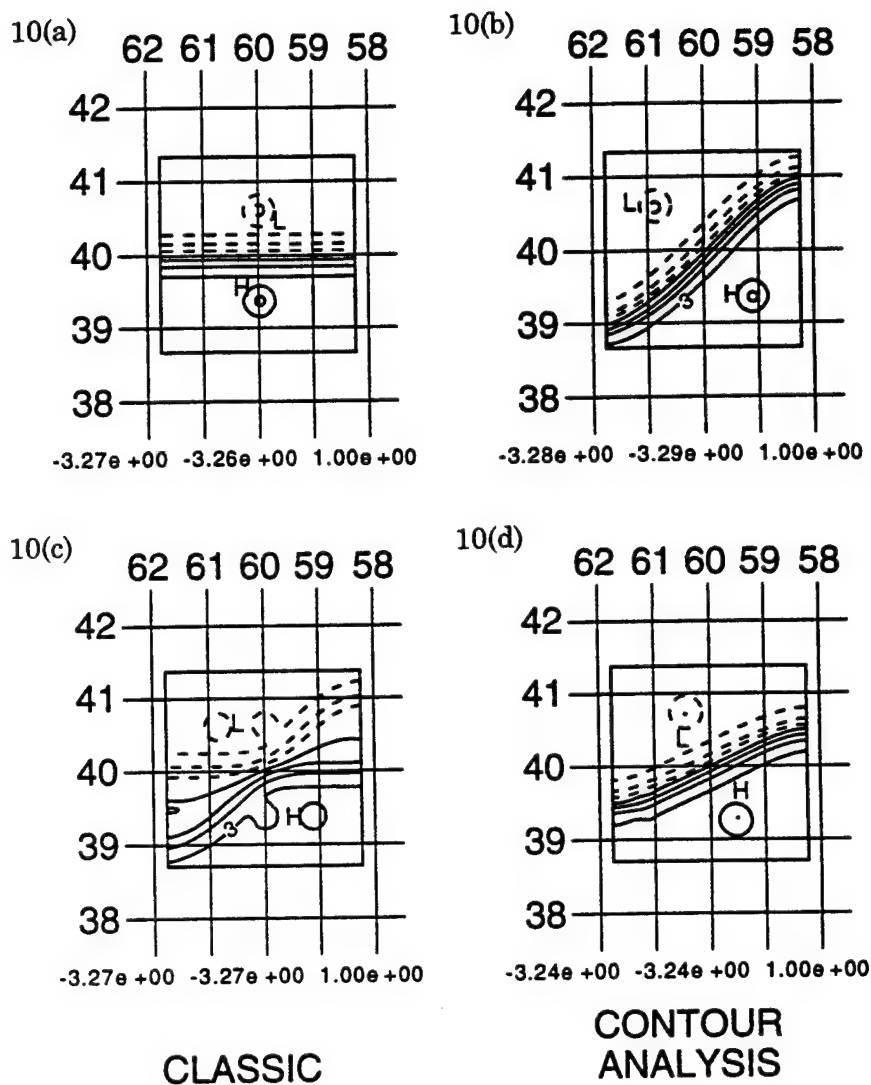 10(a)
62 61 60 59 58
42
41
40
39
38
L
H
-3.27e +00 -3.26e +00 1.00e +00
10(b)
62 61 60 59 58
42
41
40
39
38
L
H
3
-3.28e +00 -3.29e +00 1.00e +00
10(c)
62 61 60 59 58
42
41
40
39
38
L
H
3
-3.27e +00 -3.27e +00 1.00e +00
10(d)
62 61 60 59 58
42
41
40
39
38
L
H
-3.24e +00 -3.24e +00 1.00e +00
CLASSIC
CONTOUR
ANALYSIS